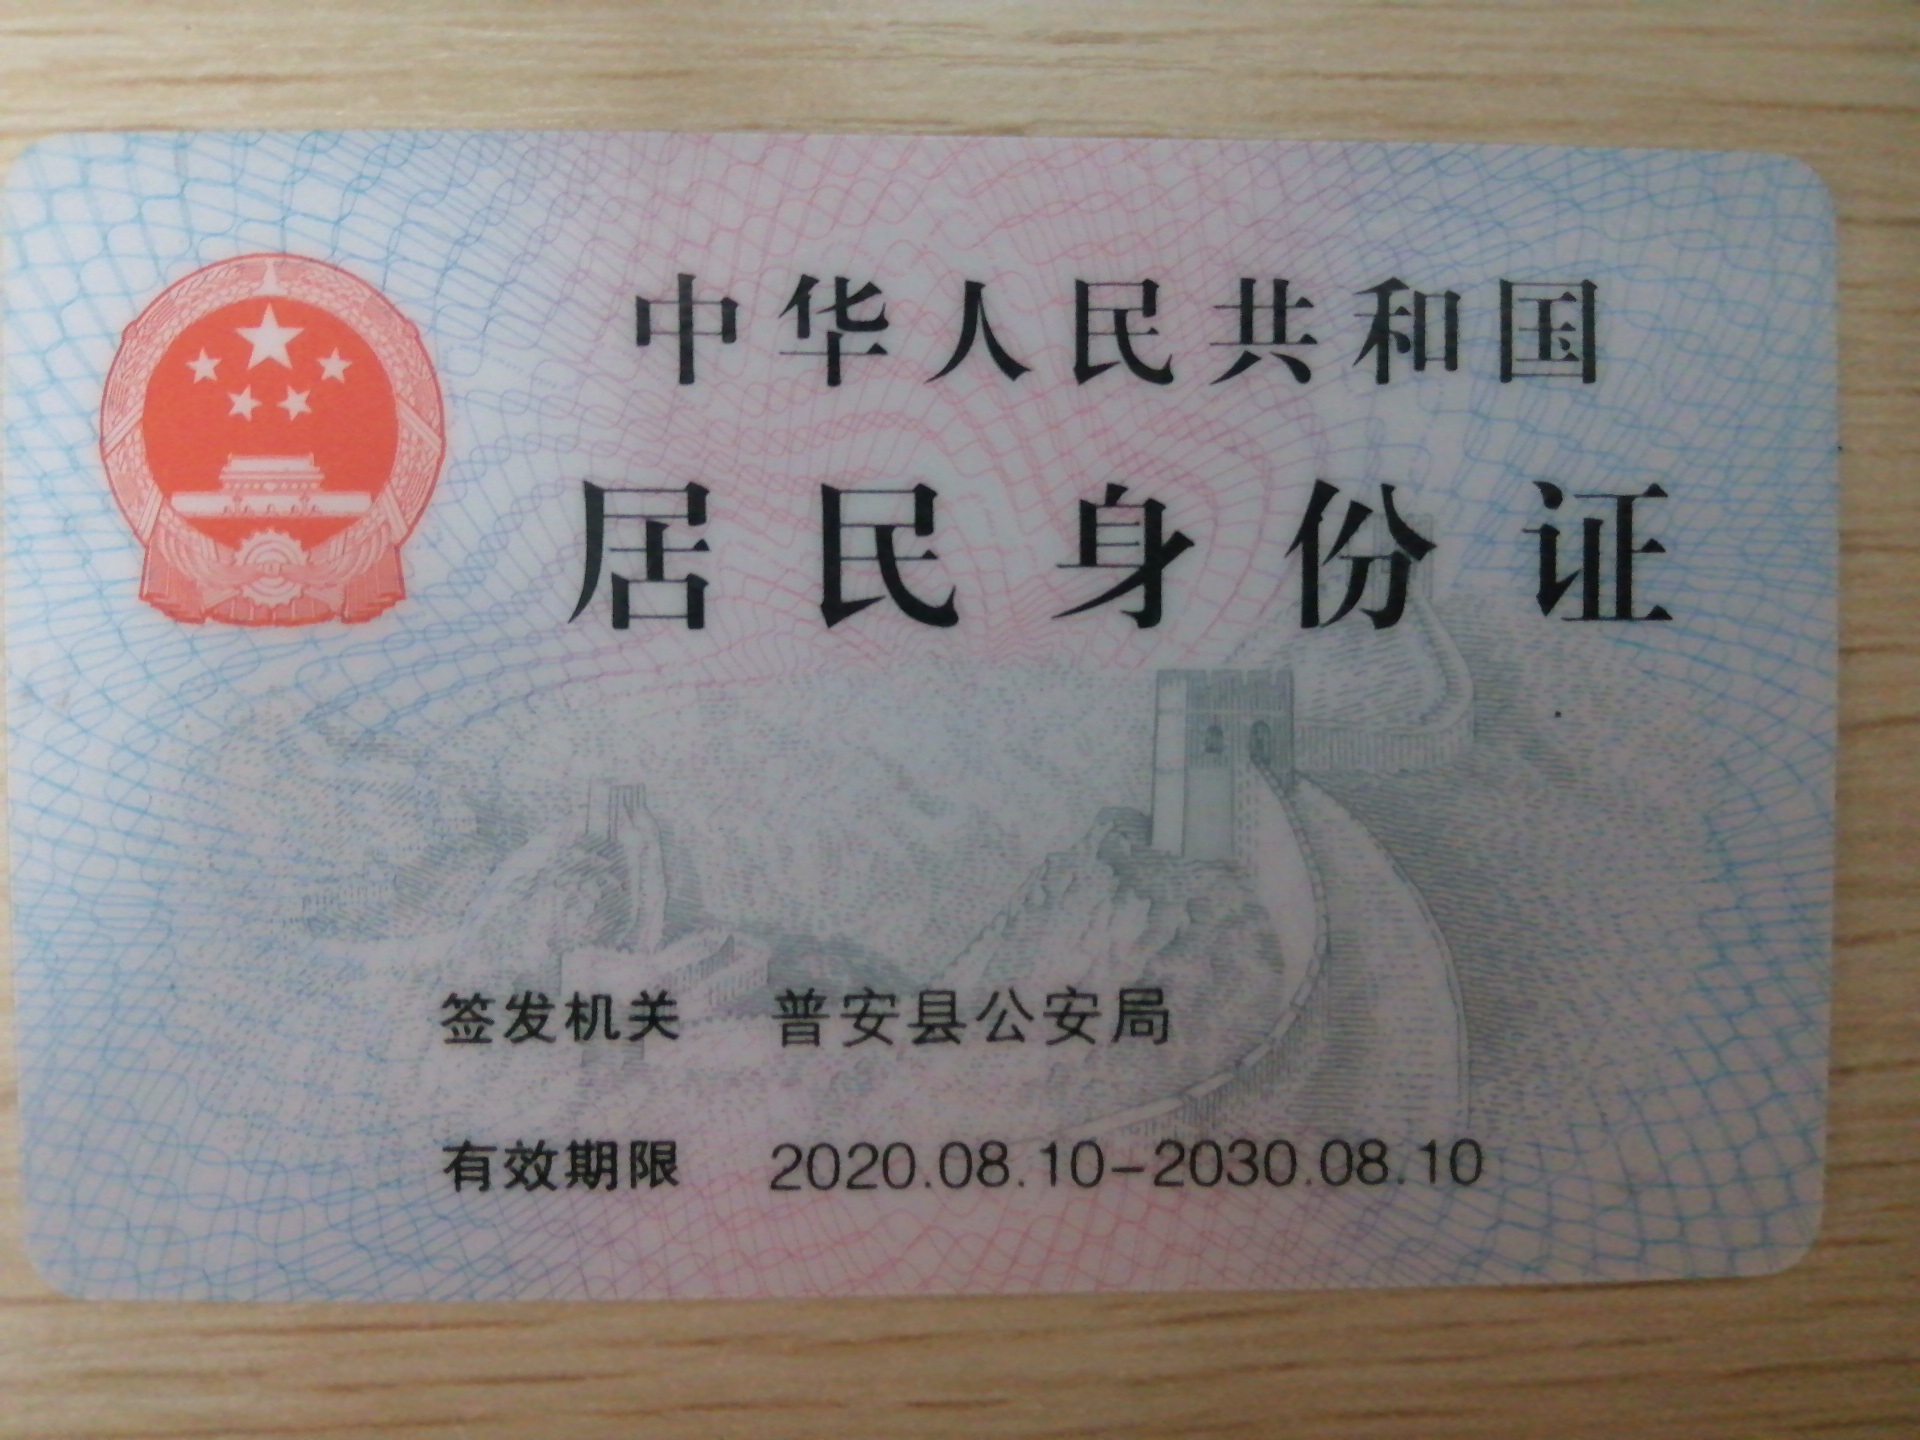 中华人民共和国
居民身份证
签发机关 普安县公安局
有效期限 2020.08.10-2030.08.10